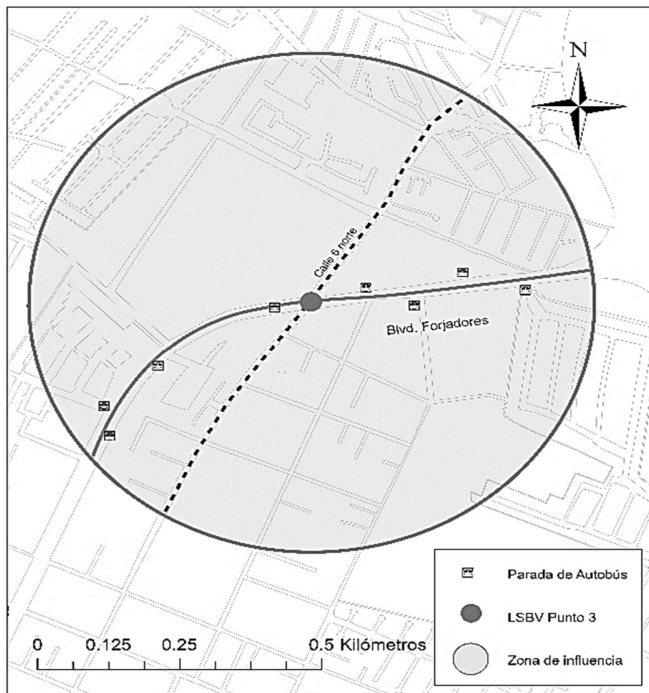 N
Calle 6 norte
Blvd. Forjadores
Parada de Autobús
LSBV Punto 3
Zona de influencia
0 0.125 0.25 0.5 Kilómetros